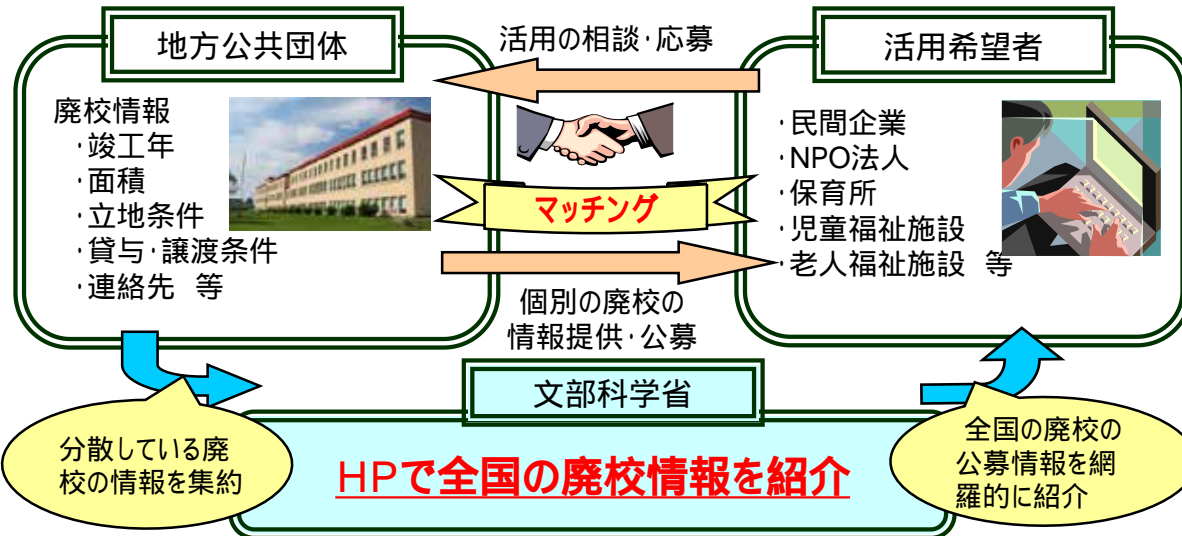 地方公共団体
廃校情報
・竣工年
・面積
・立地条件
・貸与・譲渡条件
・連絡先 等
活用の相談・応募
マッチング
個別の廃校の
情報提供・公募
活用希望者
・民間企業
・NPO法人
・保育所
・児童福祉施設
・老人福祉施設 等
分散している廃
校の情報を集約
文部科学省
HPで全国の廃校情報を紹介
全国の廃校の
公募情報を網
羅的に紹介